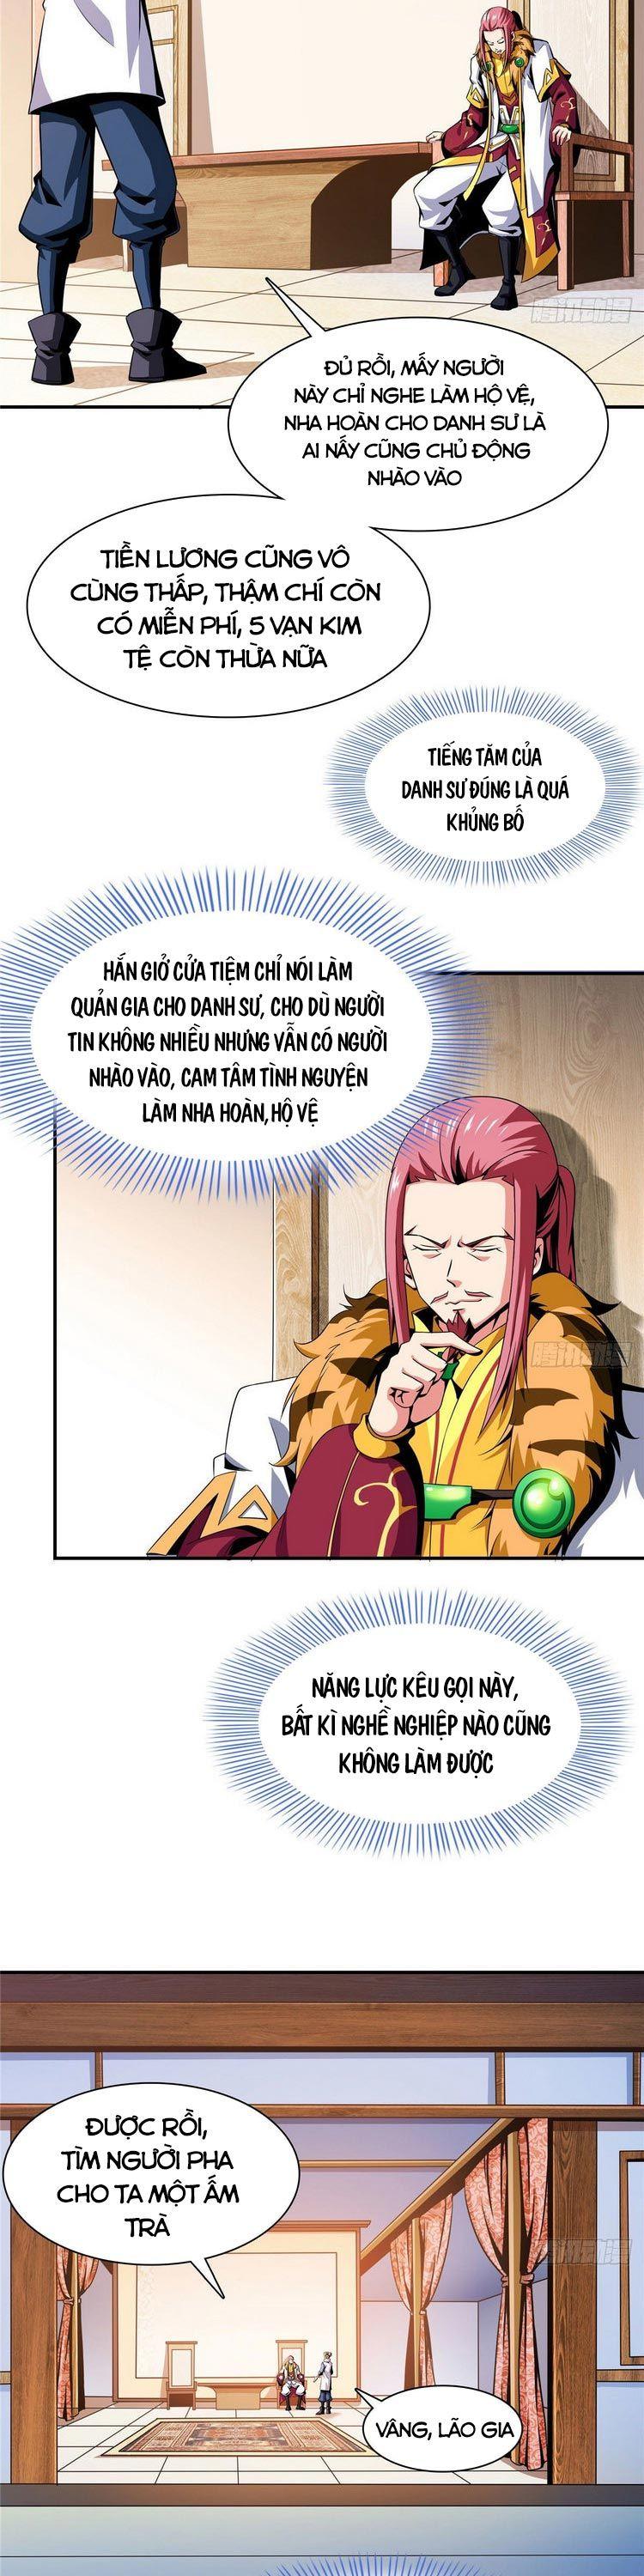 ĐỦ RỒI, MẤY NGƯỜI
NÀY CHỈ NGHE LÀM HỘ VỆ,
NHA HOÀN CHO DANH SƯ LÀ
AI NẤY CŨNG CHỦ ĐỘNG
NHÀO VÀO
TIỀN LƯƠNG CŨNG VÔ
CÙNG THẤP, THẬM CHÍ CÒN
CÓ MIỄN PHÍ, 5 VẠN KIM
TỆ CÒN THỪA NỮA
TIẾNG TĂM CỦA
DANH SƯ ĐÚNG LÀ QUÁ
KHỦNG BỐ
HẮN GIỞ CỬA TIỆM CHỈ NÓI LÀM
QUẢN GIA CHO DANH SƯ, CHO DÙ NGƯỜI
TIN KHÔNG NHIỀU NHƯNG VẪN CÓ NGƯỜI
NHÀO VÀO, CAM TÂM TÌNH NGUYỆN
LÀM NHA HOÀN, HỘ VỆ
NĂNG LỰC KÊU GỌI NÀY,
BẤT KÌ NGHỀ NGHIỆP NÀO CŨNG
KHÔNG LÀM ĐƯỢC
ĐƯỢC RỒI,
TÌM NGƯỜI PHA
CHO TA MỘT ẤM
TRÀ
VÂNG, LÃO GIA